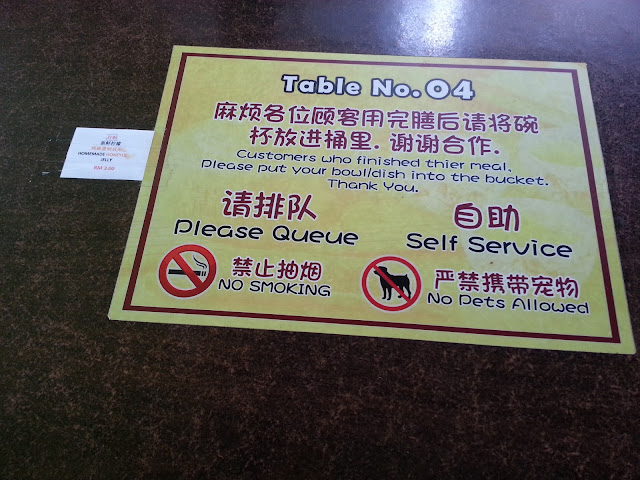 Table No. 04
麻烦各位顾客用完膳后请将碗
杯放进桶里. 谢谢合作.
Customers who finished thier meal,
Please put your bowl/dish into the bucket.
Thank You.
请排队
Please Queue
自助
Self Service
禁止抽烟
NO SMOKING
严禁携带宠物
No Pets Allowed
HOMEMADE
JELLY